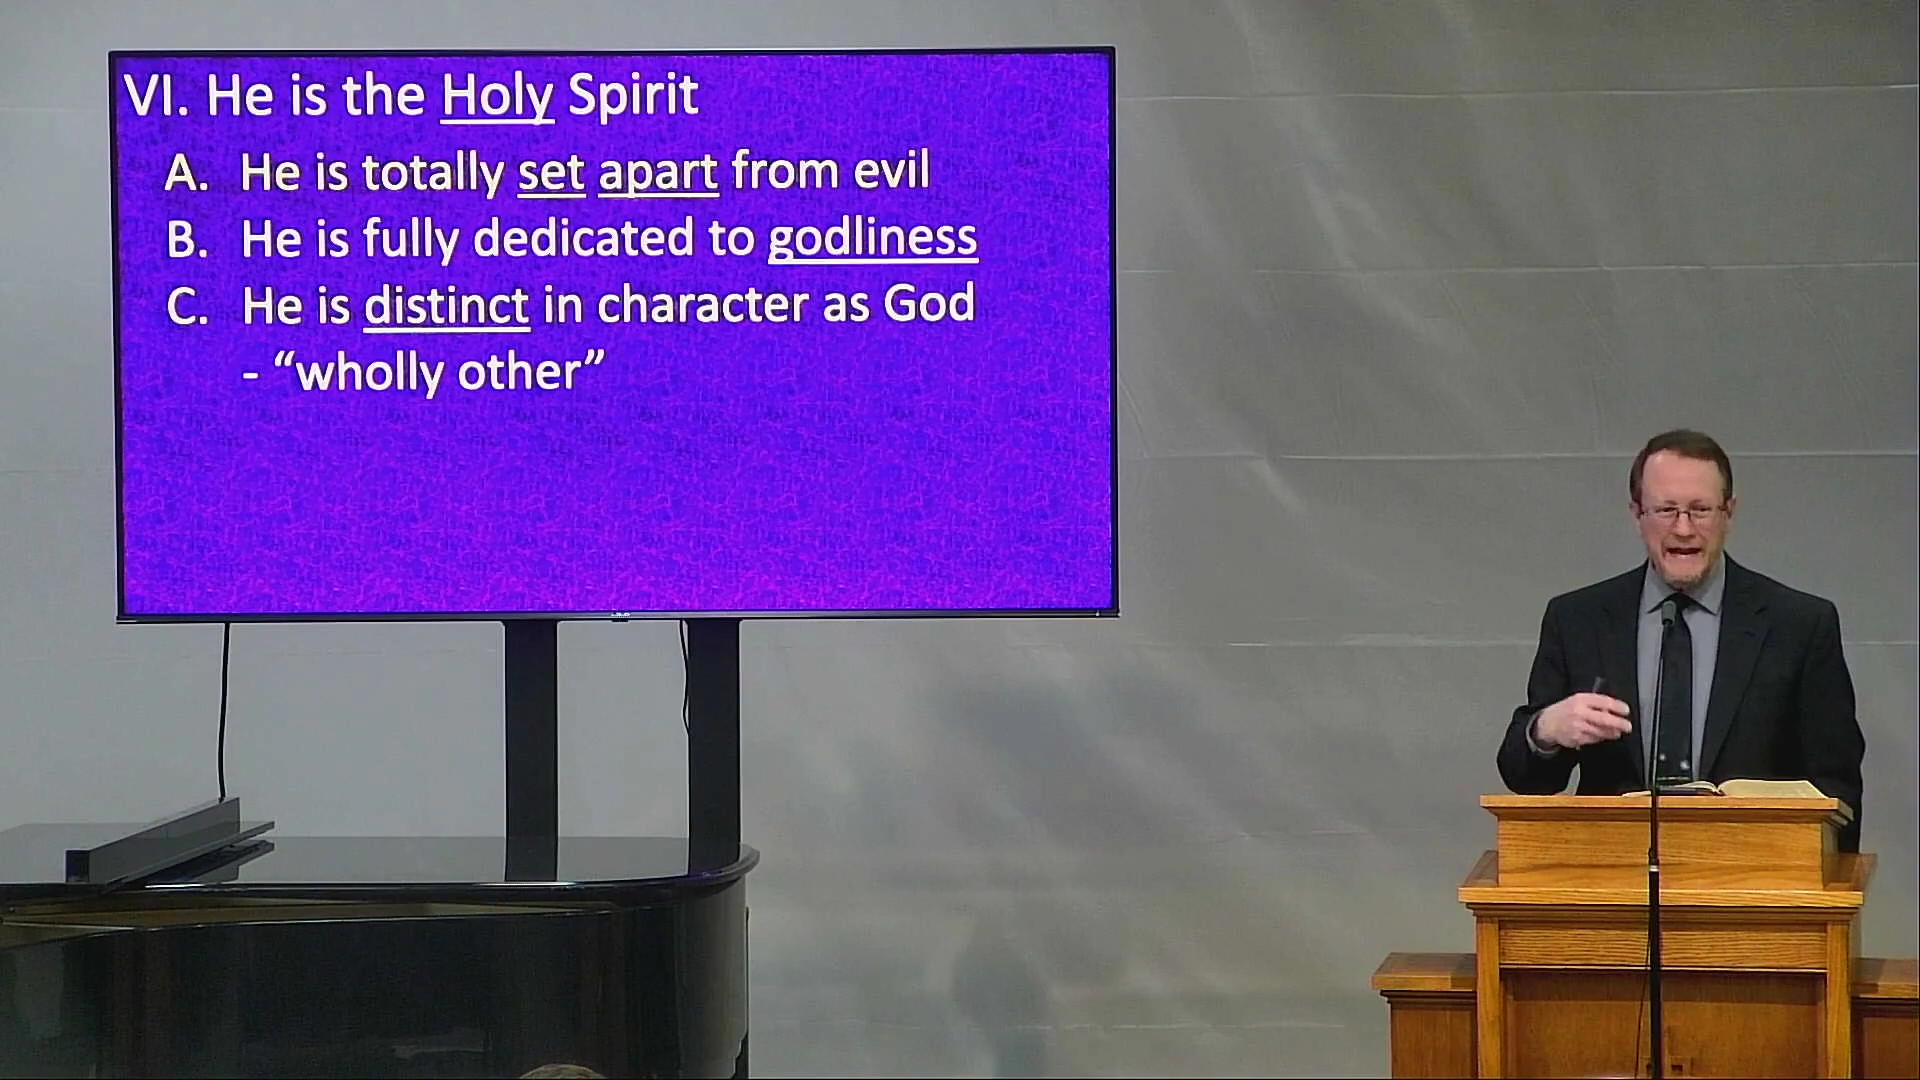 VI. He is the Holy Spirit
A. He is totally set apart from evil
B. He is fully dedicated to godliness
C. He is distinct in character as God
- “wholly other”